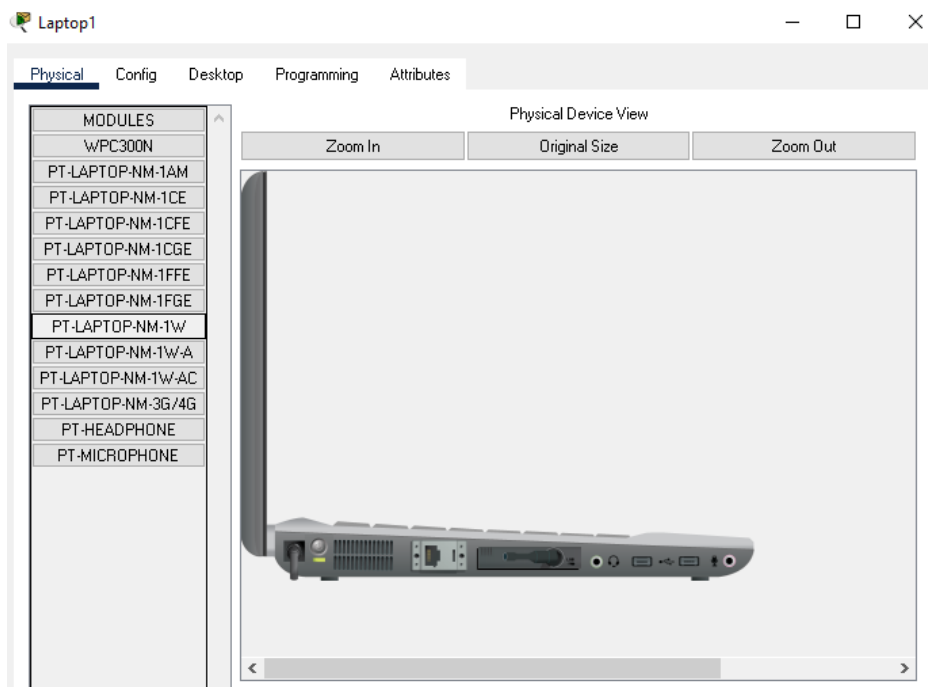 Laptop1
Physical Config Desktop Programming Attributes
MODULES
WPC300N
PT-LAPTOP-NM-1AM
PT-LAPTOP-NM-1CE
PT-LAPTOP-NM-1CFE
PT-LAPTOP-NM-1CGE
PT-LAPTOP-NM-1FFE
PT-LAPTOP-NM-1FGE
PT-LAPTOP-NM-1W
PT-LAPTOP-NM-1W-A
PT-LAPTOP-NM-1W-AC
PT-LAPTOP-NM-3G/4G
PT-HEADPHONE
PT-MICROPHONE
Physical Device View
Zoom In Original Size Zoom Out